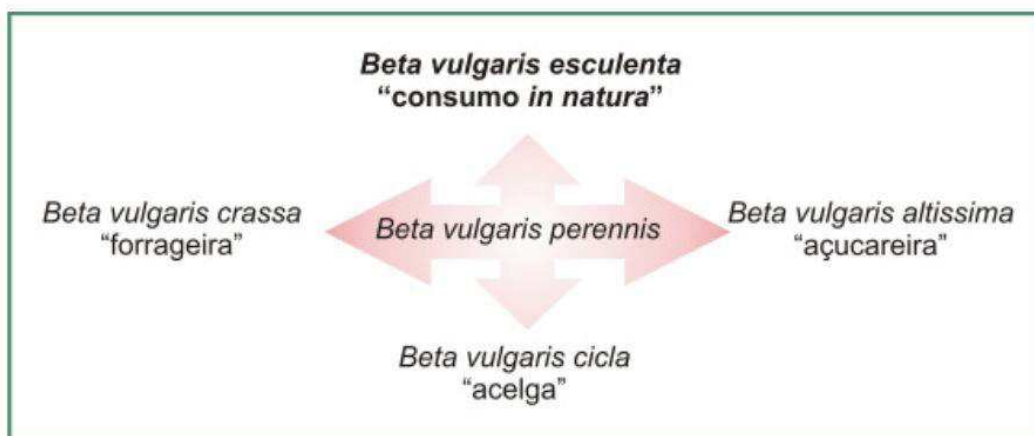 Beta vulgaris esculenta
“consumo in natura”
Beta vulgaris crassa
“forrageira”
Beta vulgaris perennis
Beta vulgaris altissima
“açucareira”
Beta vulgaris cicla
“acelga”